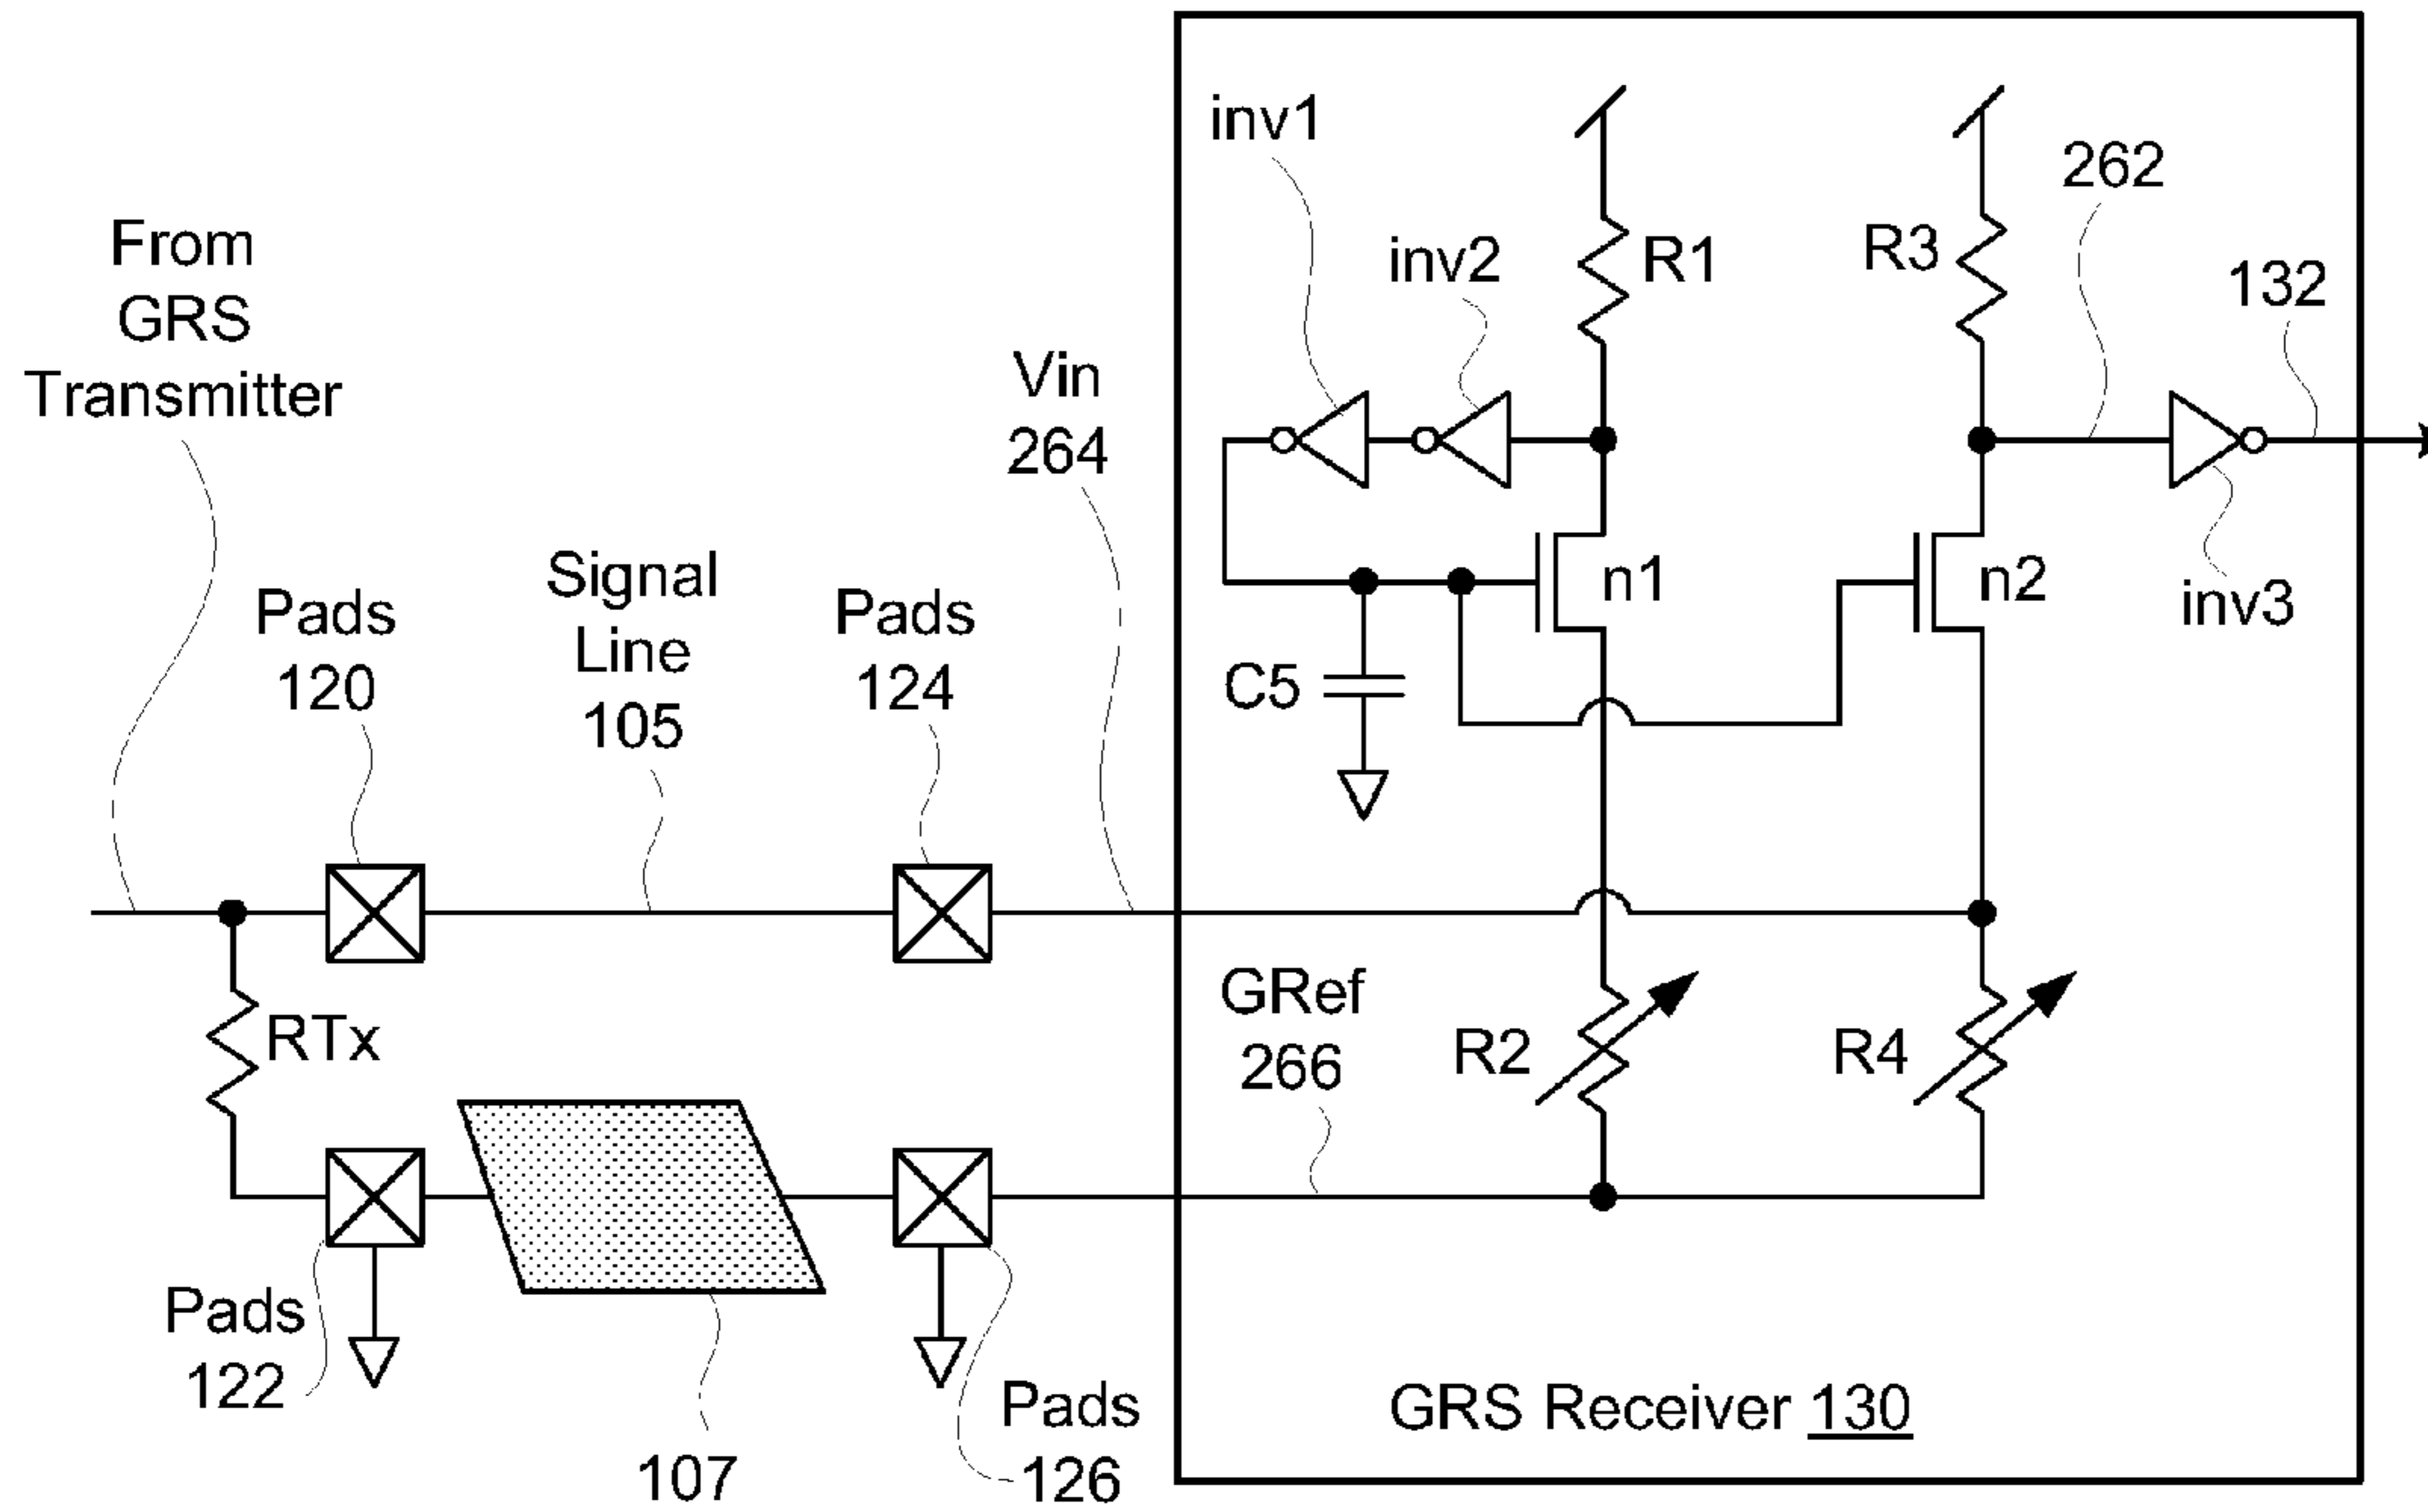 From
GRS
Transmitter
Pads
120
Signal
Line
105
Pads
124
Vin
264
inv1
inv2
R1
R3
262
132
n1
n2
inv3
C5
RTx
GRef
266
R2
R4
Pads
122
107
Pads
126
GRS Receiver 130